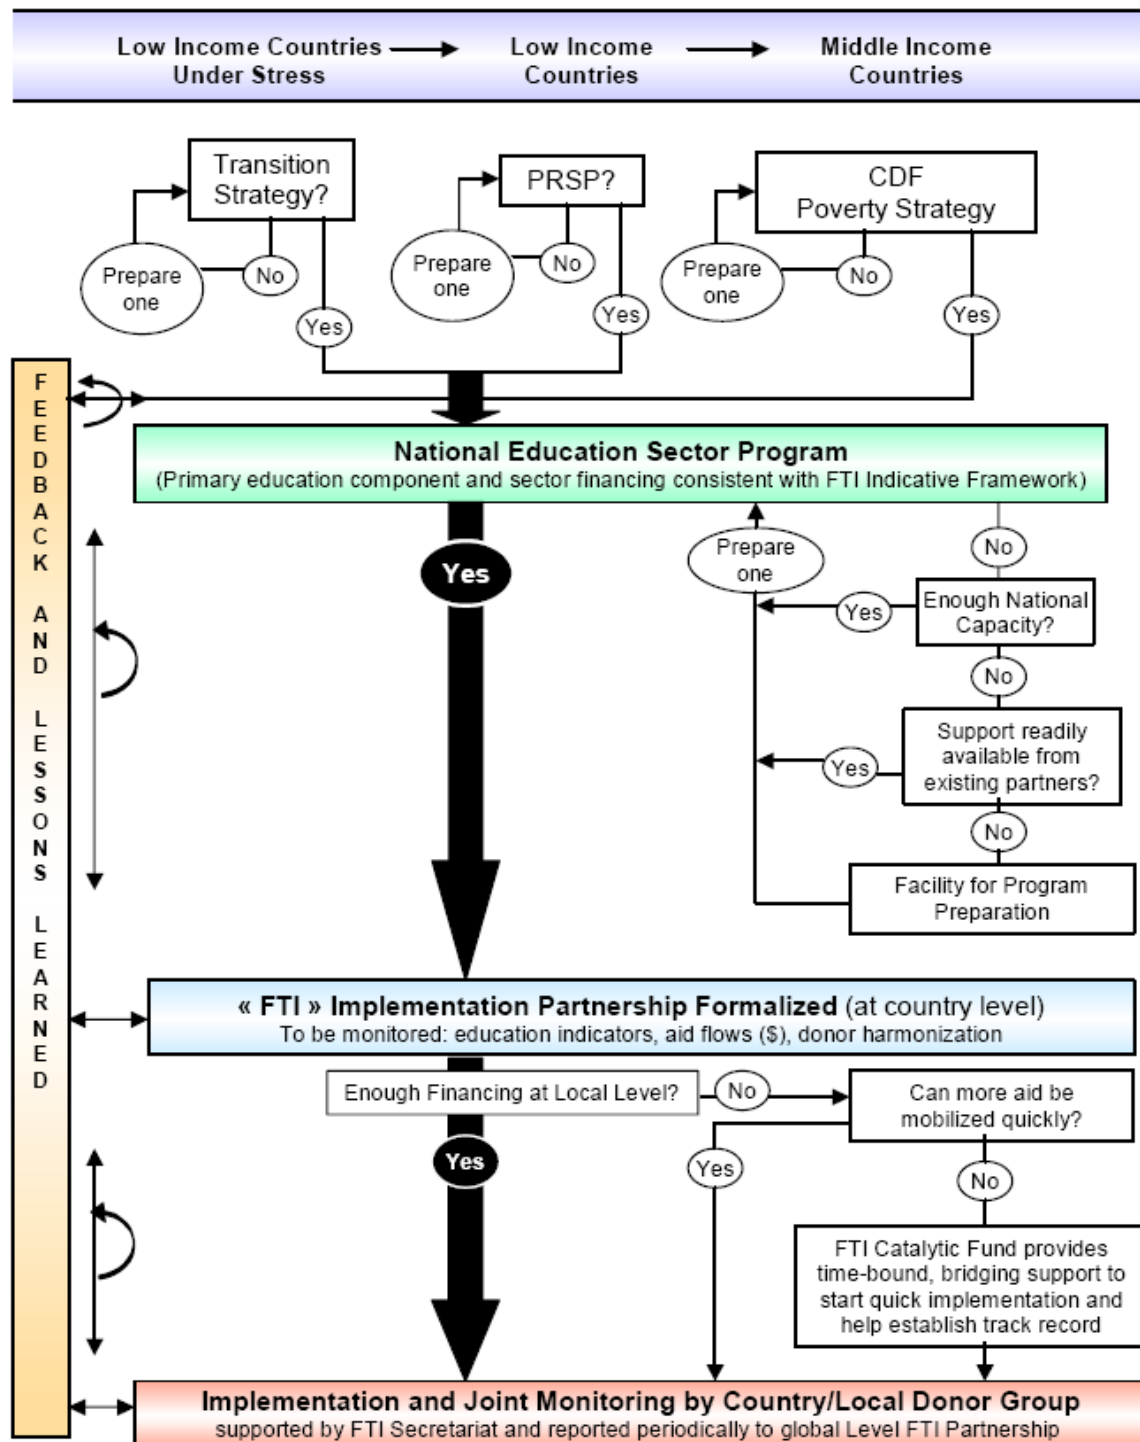 Low Income Countries
Under Stress
Low Income
Countries
Middle Income
Countries
Transition
Strategy?
PRSP?
CDF
Poverty Strategy
Prepare
one
No
Prepare
one
No
Prepare
one
No
Yes
Yes
Yes
FEEDBACK AND LESSONS LEARNED
National Education Sector Program
(Primary education component and sector financing consistent with FTI Indicative Framework)
Yes
Prepare
one
No
Yes
Enough National
Capacity?
No
Yes
Support readily
available from
existing partners?
No
Facility for Program
Preparation
« FTI » Implementation Partnership Formalized (at country level)
To be monitored: education indicators, aid flows ($), donor harmonization
Enough Financing at Local Level?
No
Can more aid be
mobilized quickly?
Yes
Yes
No
FTI Catalytic Fund provides
time-bound, bridging support to
start quick implementation and
help establish track record
Implementation and Joint Monitoring by Country/Local Donor Group
supported by FTI Secretariat and reported periodically to global Level FTI Partnership